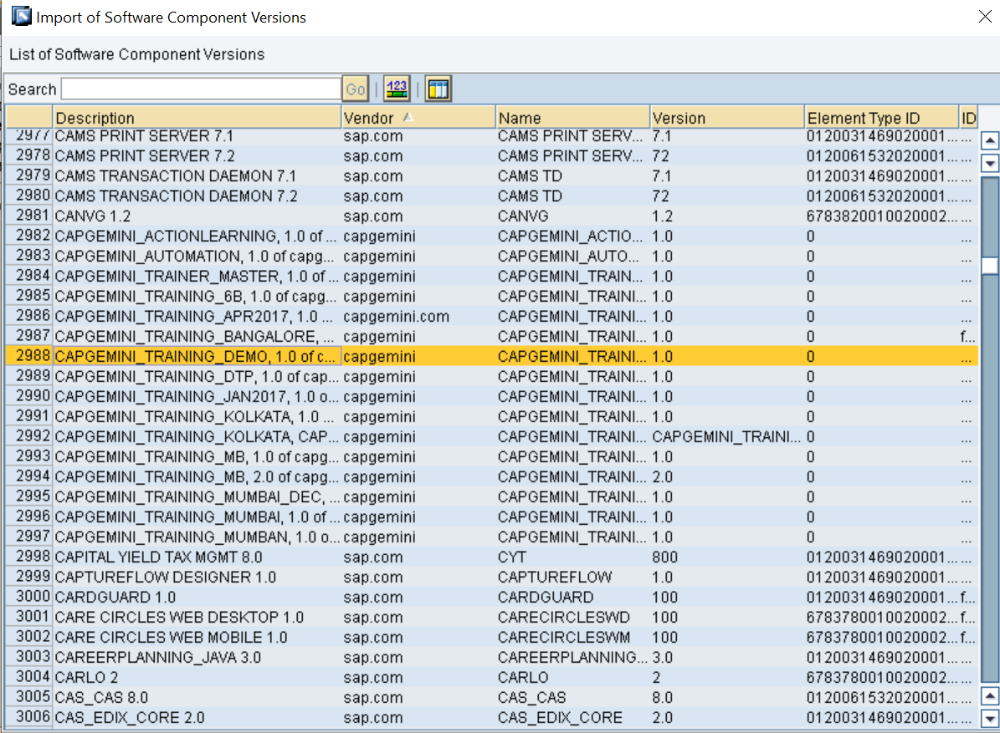 Import of Software Component Versions
List of Software Component Versions
Search Go 123
Description Vendor Name Version Element Type ID ID
2977 CAMS PRINT SERVER 7.1 sap.com CAMS PRINT SERV... 7.1 0120031469020001... ...
2978 CAMS PRINT SERVER 7.2 sap.com CAMS PRINT SERV... 72 0120061532020001... ...
2979 CAMS TRANSACTION DAEMON 7.1 sap.com CAMS TD 7.1 0120031469020001... ...
2980 CAMS TRANSACTION DAEMON 7.2 sap.com CAMS TD 72 0120061532020001... ...
2981 CANVG 1.2 sap.com CANVG 1.2 6783820010020002... ...
2982 CAPGEMINI_ACTIONLEARNING, 1.0 of ... capgemini CAPGEMINI_ACTIO... 1.0 0 ...
2983 CAPGEMINI_AUTOMATION, 1.0 of capg... capgemini CAPGEMINI_AUTO... 1.0 0 ...
2984 CAPGEMINI_TRAINER_MASTER, 1.0 of ... capgemini CAPGEMINI_TRAIN... 1.0 0 ...
2985 CAPGEMINI_TRAINING_6B, 1.0 of capg... capgemini CAPGEMINI_TRAINI... 1.0 0 ...
2986 CAPGEMINI_TRAINING_APR2017, 1.0 ... capgemini.com CAPGEMINI_TRAINI... 1.0 0 ...
2987 CAPGEMINI_TRAINING_BANGALORE, ... capgemini CAPGEMINI_TRAINI... 1.0 0 f...
2988 CAPGEMINI_TRAINING_DEMO, 1.0 of c... capgemini CAPGEMINI_TRAINI... 1.0 0 ...
2989 CAPGEMINI_TRAINING_DTP, 1.0 of cap... capgemini CAPGEMINI_TRAINI... 1.0 0 ...
2990 CAPGEMINI_TRAINING_JAN2017, 1.0 o... capgemini CAPGEMINI_TRAINI... 1.0 0 ...
2991 CAPGEMINI_TRAINING_KOLKATA, 1.0 ... capgemini CAPGEMINI_TRAINI... 1.0 0 ...
2992 CAPGEMINI_TRAINING_KOLKATA, CAP... capgemini CAPGEMINI_TRAINI... CAPGEMINI_TRAINI... 0 ...
2993 CAPGEMINI_TRAINING_MB, 1.0 of capg... capgemini CAPGEMINI_TRAINI... 1.0 0 ...
2994 CAPGEMINI_TRAINING_MB, 2.0 of capg... capgemini CAPGEMINI_TRAINI... 2.0 0 ...
2995 CAPGEMINI_TRAINING_MUMBAI_DEC, ... capgemini CAPGEMINI_TRAINI... 1.0 0 ...
2996 CAPGEMINI_TRAINING_MUMBAI, 1.0 of ... capgemini CAPGEMINI_TRAINI... 1.0 0 ...
2997 CAPGEMINI_TRAINING_MUMBAN, 1.0 o... capgemini CAPGEMINI_TRAINI... 1.0 0 ...
2998 CAPITAL YIELD TAX MGMT 8.0 sap.com CYT 800 0120031469020001... ...
2999 CAPTUREFLOW DESIGNER 1.0 sap.com CAPTUREFLOW 1.0 0120031469020001... ...
3000 CARDGUARD 1.0 sap.com CARDGUARD 100 0120031469020001... f...
3001 CARE CIRCLES WEB DESKTOP 1.0 sap.com CARECIRCLESWD 100 6783780010020002... f...
3002 CARE CIRCLES WEB MOBILE 1.0 sap.com CARECIRCLESWM 100 6783780010020002... f...
3003 CAREERPLANNING_JAVA 3.0 sap.com CAREERPLANNING... 3.0 0120031469020001... ...
3004 CARLO 2 sap.com CARLO 2 6783780010020002... ...
3005 CAS_CAS 8.0 sap.com CAS_CAS 8.0 0120061532020001... ...
3006 CAS_EDIX_CORE 2.0 sap.com CAS_EDIX_CORE 2.0 0120031469020001... ...